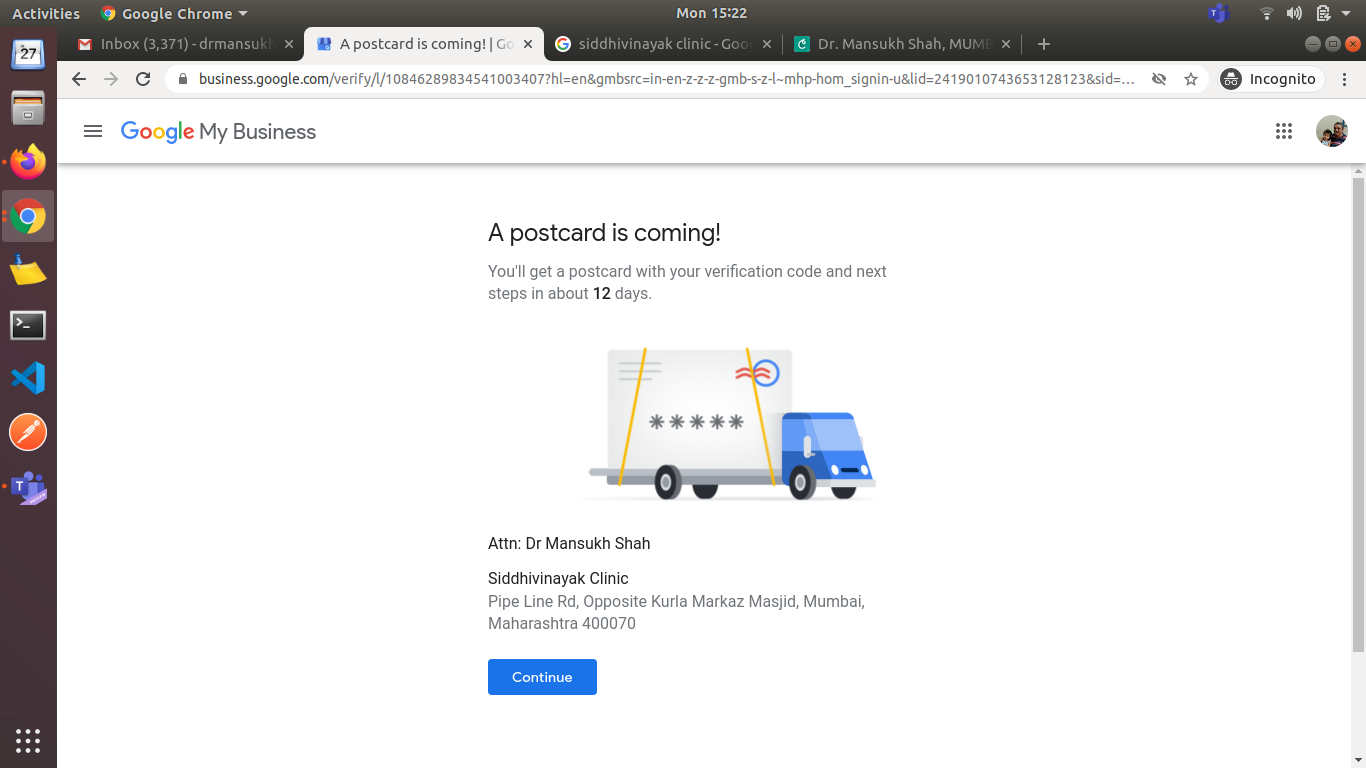 Activities
Google Chrome
Mon 15:22
27
Inbox (3,371) - drmansukh
A postcard is coming! | Go
siddhivinayak clinic - Goo
Dr. Mansukh Shah, MUMB
business.google.com/verify/l/10846289834541003407?hl=en&gmbsrc=in-en-z-z-z-gmb-s-z-l~mhp-hom_signin-u&lid=2419010743653128123&sid=...
Incognito
Google My Business
A postcard is coming!
You'll get a postcard with your verification code and next
steps in about 12 days.
*****
Attn: Dr Mansukh Shah
Siddhivinayak Clinic
Pipe Line Rd, Opposite Kurla Markaz Masjid, Mumbai,
Maharashtra 400070
Continue